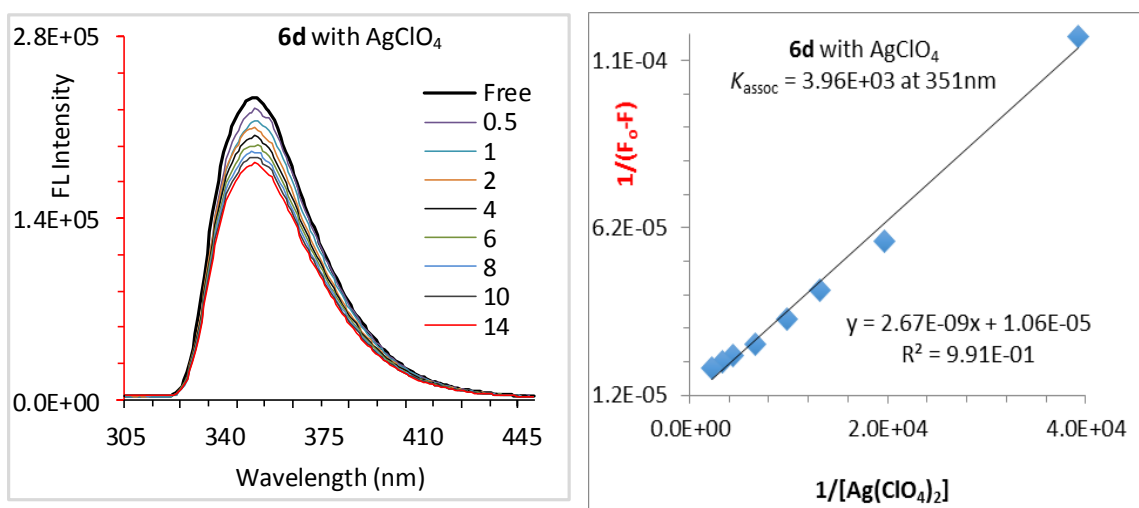 6d with AgClO₄
2.8E+05
1.4E+05
0.0E+00
FL Intensity
Free
0.5
1
2
4
6
8
10
14
305 340 375 410 445
Wavelength (nm)
6d with AgClO₄
Kassoc = 3.96E+03 at 351nm
1.1E-04
6.2E-05
1.2E-05
1/(Fₒ-F)
y = 2.67E-09x + 1.06E-05
R² = 9.91E-01
0.0E+00 2.0E+04 4.0E+04
1/[Ag(ClO₄)₂]